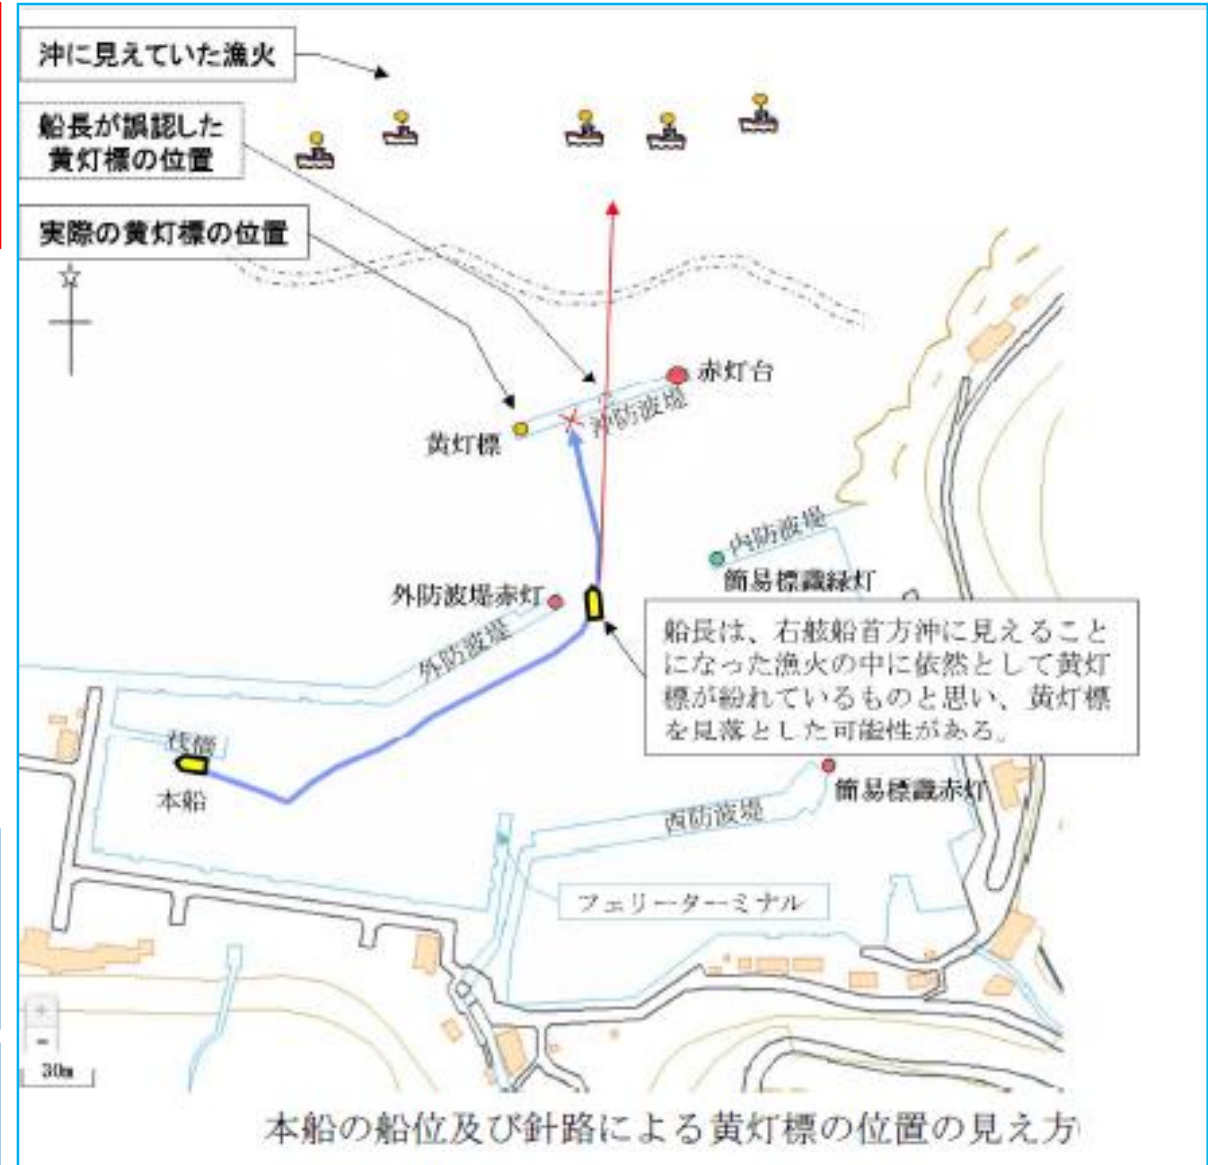 沖に見えていた漁火
船長が誤認した
黄灯標の位置
実際の黄灯標の位置
赤灯台
沖防波堤
黄灯標
内防波堤
簡易標識緑灯
外防波堤赤灯
外防波堤
船長は、右舷船首方沖に見えること
になった漁火の中に依然として黄灯
標が紛れているものと思い、黄灯標
を見落とした可能性がある。
桟橋
本船
簡易標識赤灯
西防波堤
フェリーターミナル
+
-
30m
本船の船位及び針路による黄灯標の位置の見え方